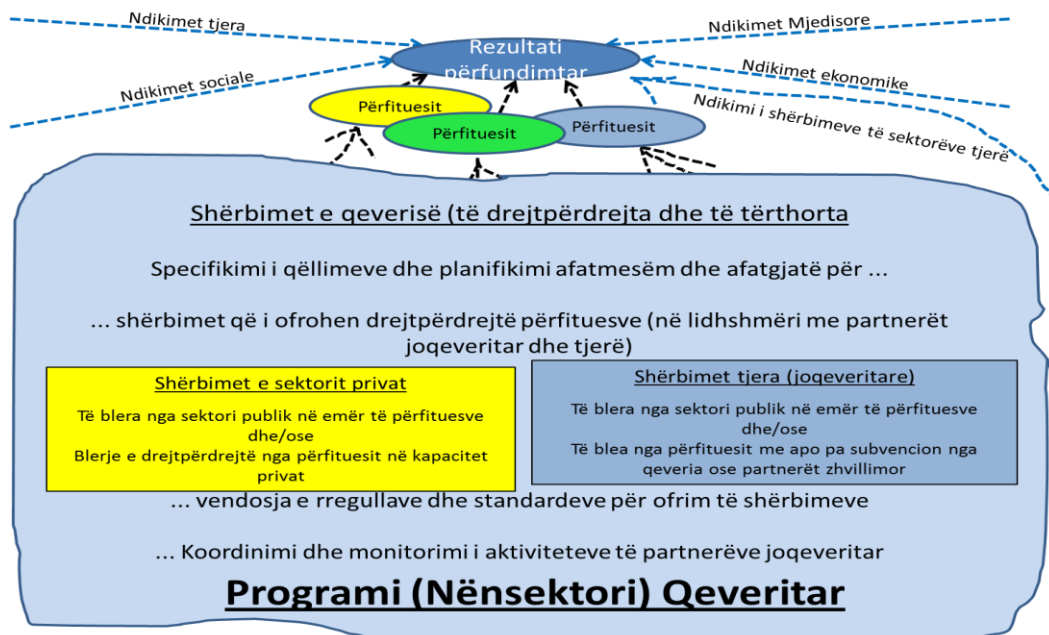 Ndikimet tjera
Ndikimet Mjedisore
Rezultati
përfundimtar
Ndikimet sociale
Ndikimet ekonomike
Ndikimi i shërbimeve të sektorëve tjerë
Përfituesit
Përfituesit
Përfituesit
Shërbimet e qeverisë (të drejtpërdrejta dhe të tërthorta
Specifikimi i qëllimeve dhe planifikimi afatmesëm dhe afatgjatë për ...
... shërbimet që i ofrohen drejtpërdrejtë përfituesve (në lidhshmëri me partnerët
joqeveritar dhe tjerë)
Shërbimet e sektorit privat
Të blera nga sektori publik në emër të përfituesve
dhe/ose
Blerje e drejtpërdrejtë nga përfituesit në kapacitet
privat
Shërbimet tjera (joqeveritare)
Të blera nga sektori publik në emër të përfituesve
dhe/ose
Të blea nga përfituesit me apo pa subvencion nga
qeveria ose partnerët zhvillimor
... vendosja e rregullave dhe standardeve për ofrim të shërbimeve
... Koordinimi dhe monitorimi i aktiviteteve të partnerëve joqeveritar
Programi (Nënsektori) Qeveritar